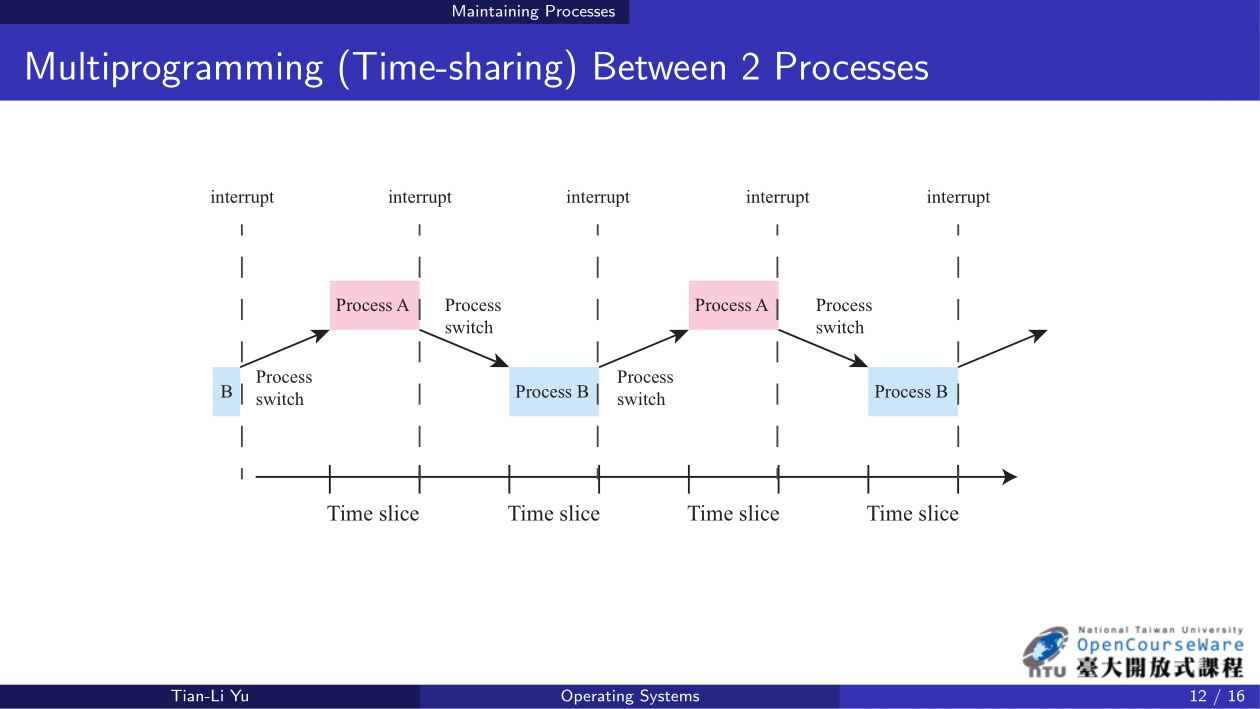 Maintaining Processes
Multiprogramming (Time-sharing) Between 2 Processes
interrupt interrupt interrupt interrupt interrupt
Process A
Process
switch
Process A
Process
switch
B
Process
switch
Process B
Process
switch
Process B
Time slice Time slice Time slice Time slice
National Taiwan University
OpenCourseWare
NTU 臺大開放式課程
Tian-Li Yu Operating Systems 12 / 16